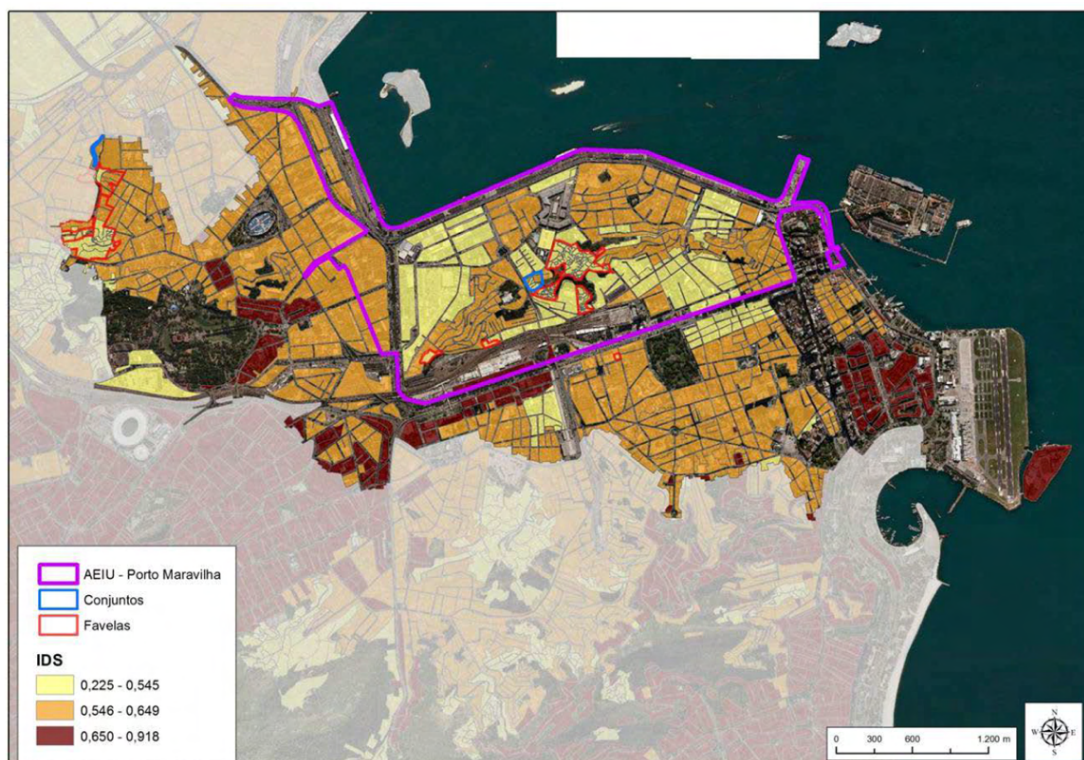 AEIU - Porto Maravilha
Conjuntos
Favelas
IDS
0,225 - 0,545
0,546 - 0,649
0,650 - 0,918
0 300 600 1.200 m
N
W E
S